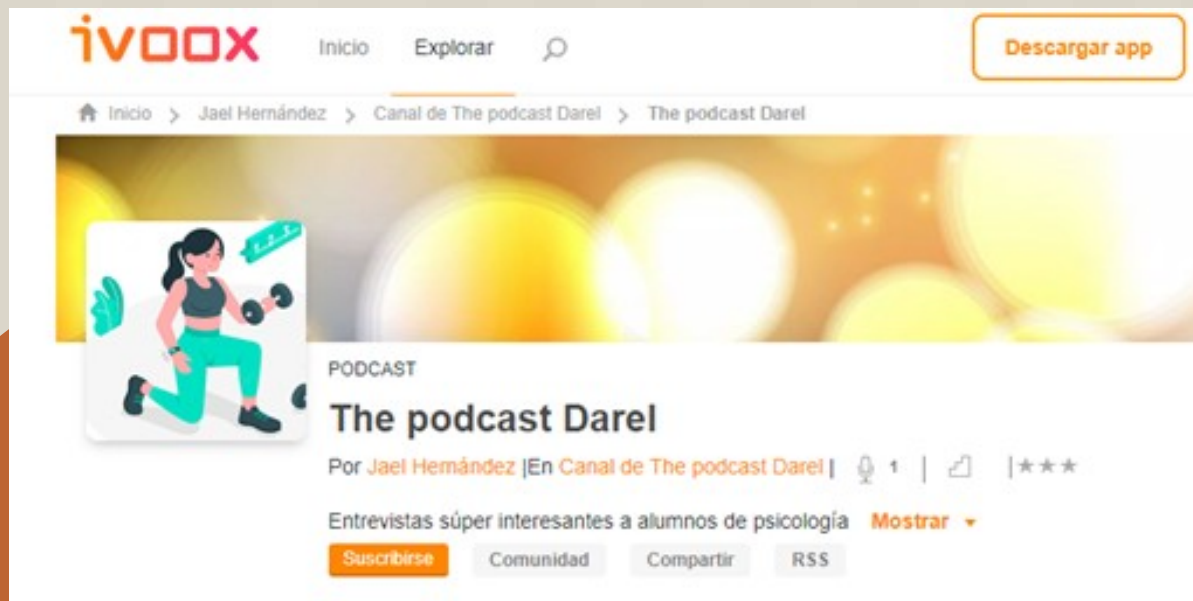 ivoox Inicio Explorar Descargar app
Inicio > Jael Hernández > Canal de The podcast Darel > The podcast Darel
PODCAST
The podcast Darel
Por Jael Hernández |En Canal de The podcast Darel | 1 | |★★★
Entrevistas súper interesantes a alumnos de psicología Mostrar
Suscribirse Comunidad Compartir RSS